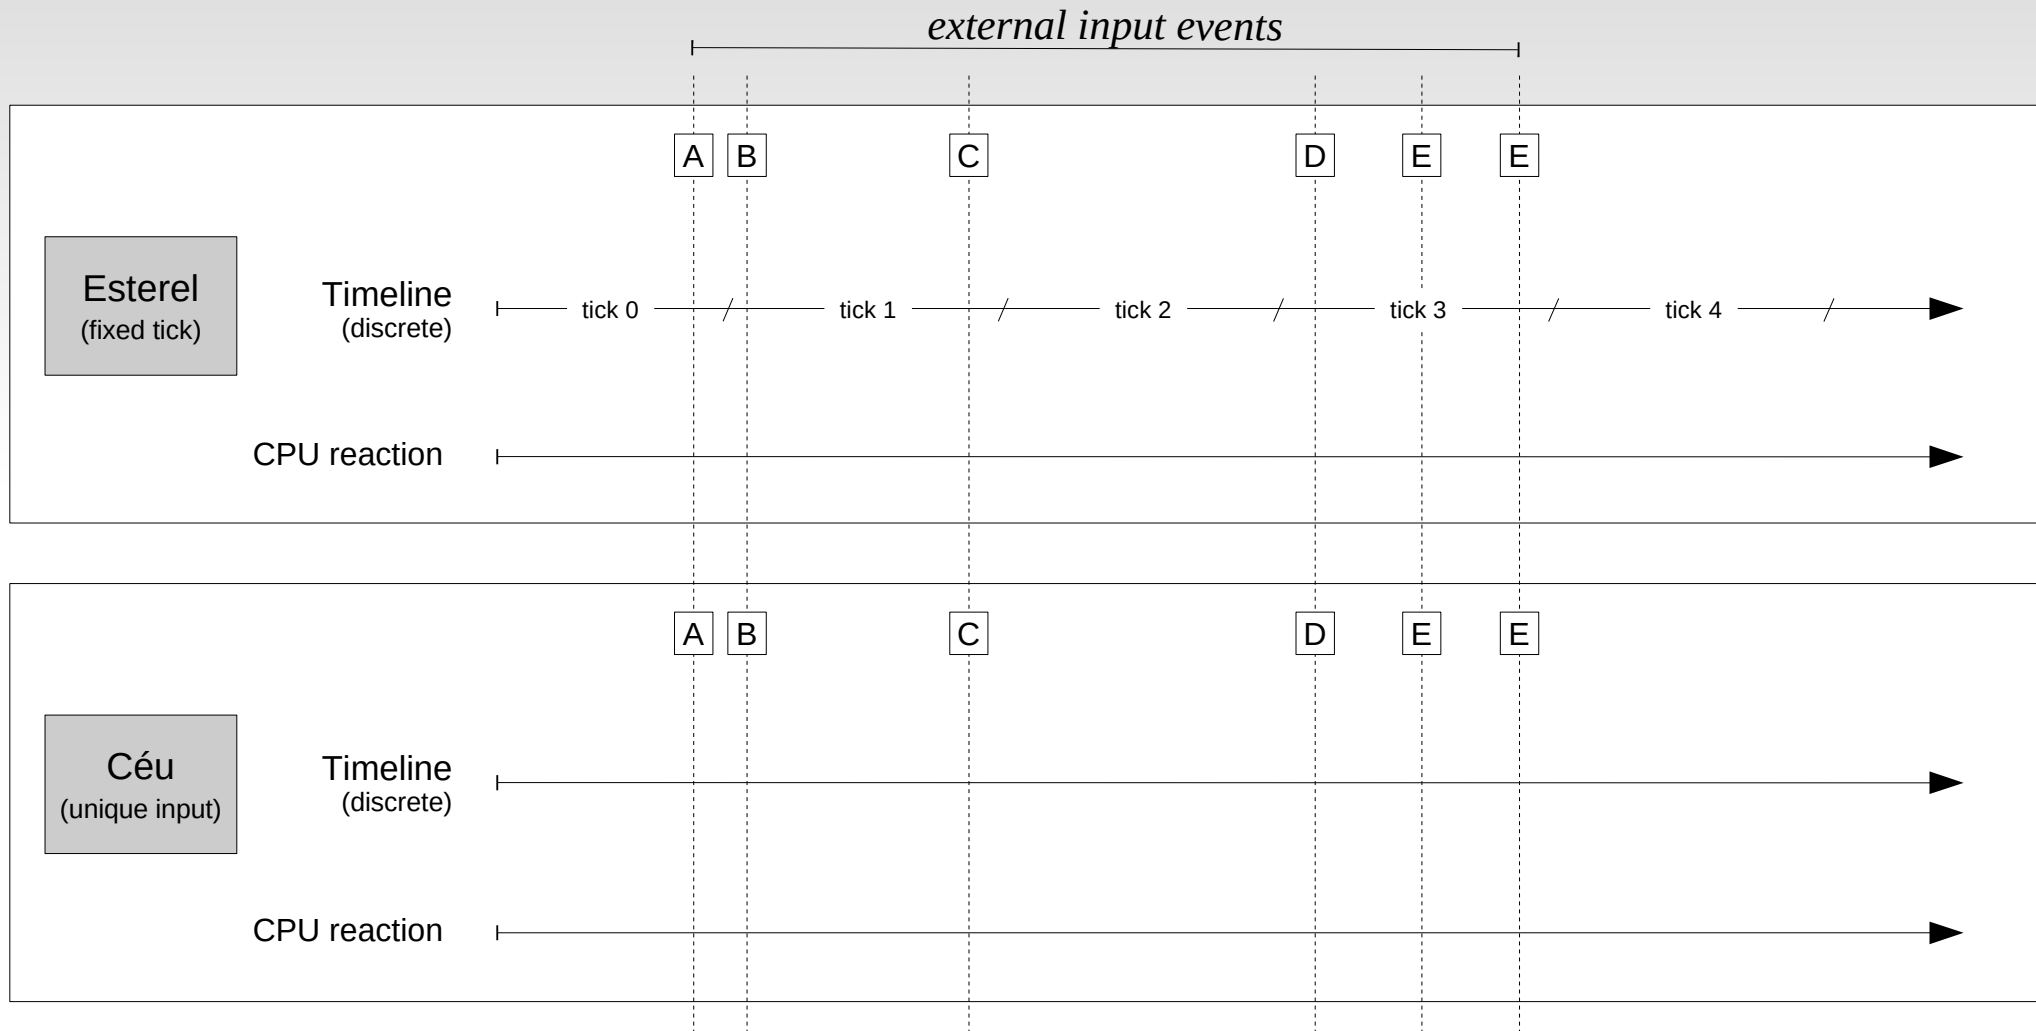 external input events
A B C D E E
Esterel
(fixed tick)
Timeline
(discrete)
tick 0 tick 1 tick 2 tick 3 tick 4
CPU reaction
A B C D E E
Céu
(unique input)
Timeline
(discrete)
CPU reaction